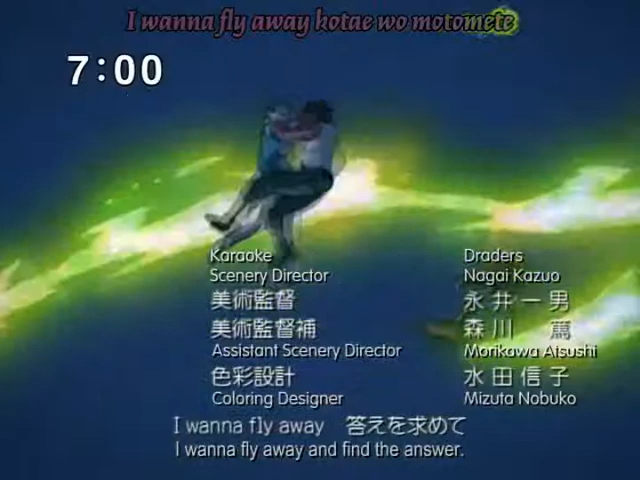 I wanna fly away kotae wo motomete
7:00
Karaoke Draders
Scenery Director Nagai Kazuo
美術監督 永井一男
美術監督補 森川 篤
Assistant Scenery Director Morikawa Atsushi
色彩設計 水田信子
Coloring Designer Mizuta Nobuko
I wanna fly away 答えを求めて
I wanna fly away and find the answer.